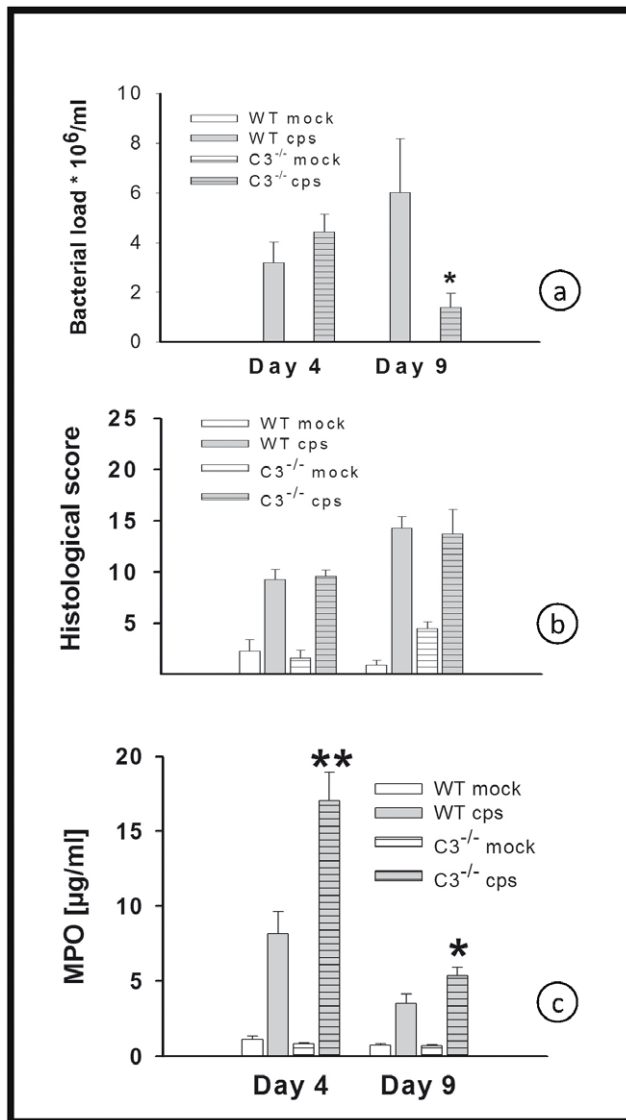 Bacterial load * 10⁶/ml
10
8
6
4
2
0
WT mock
WT cps
C3⁻/⁻ mock
C3⁻/⁻ cps
*
a
Day 4 Day 9
Histological score
25
20
15
10
5
WT mock
WT cps
C3⁻/⁻ mock
C3⁻/⁻ cps
b
MPO [µg/ml]
20
15
10
5
0
**
*
WT mock
WT cps
C3⁻/⁻ mock
C3⁻/⁻ cps
c
Day 4 Day 9